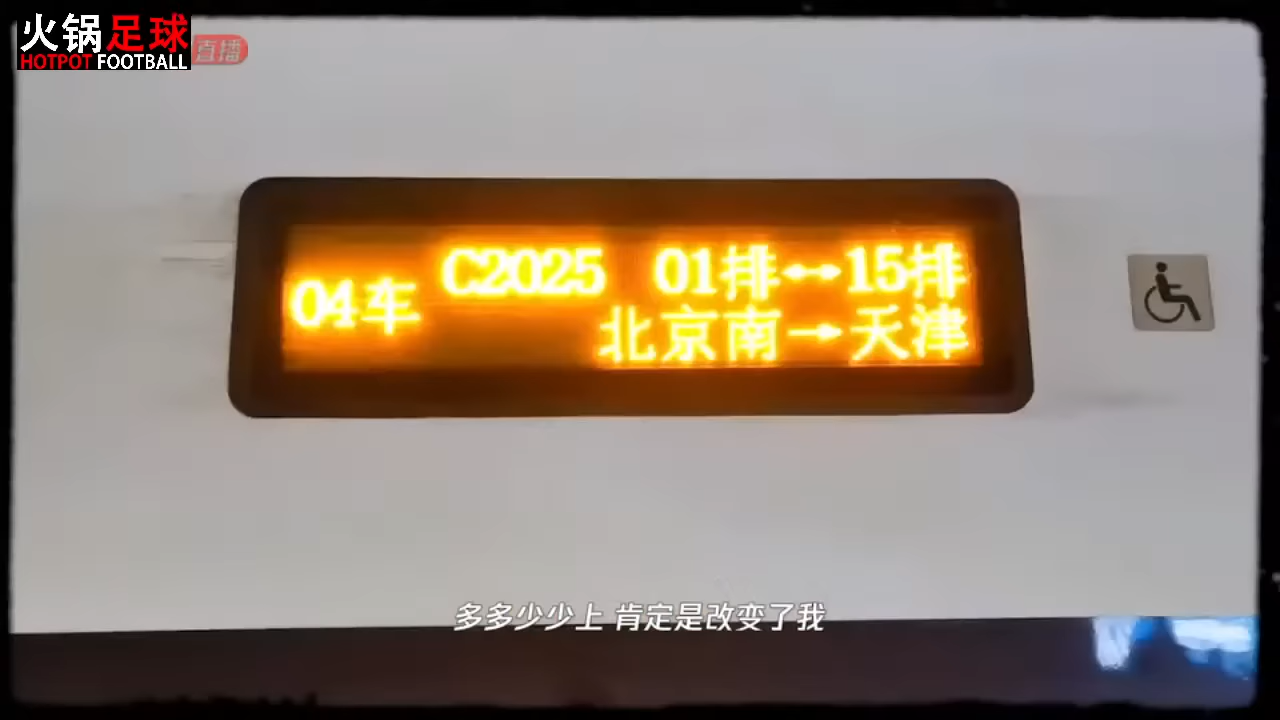 火锅足球
HOTPOT FOOTBALL
直播
04车
C2025 01排↔15排
北京南→天津
多多少少上 肯定是改变了我